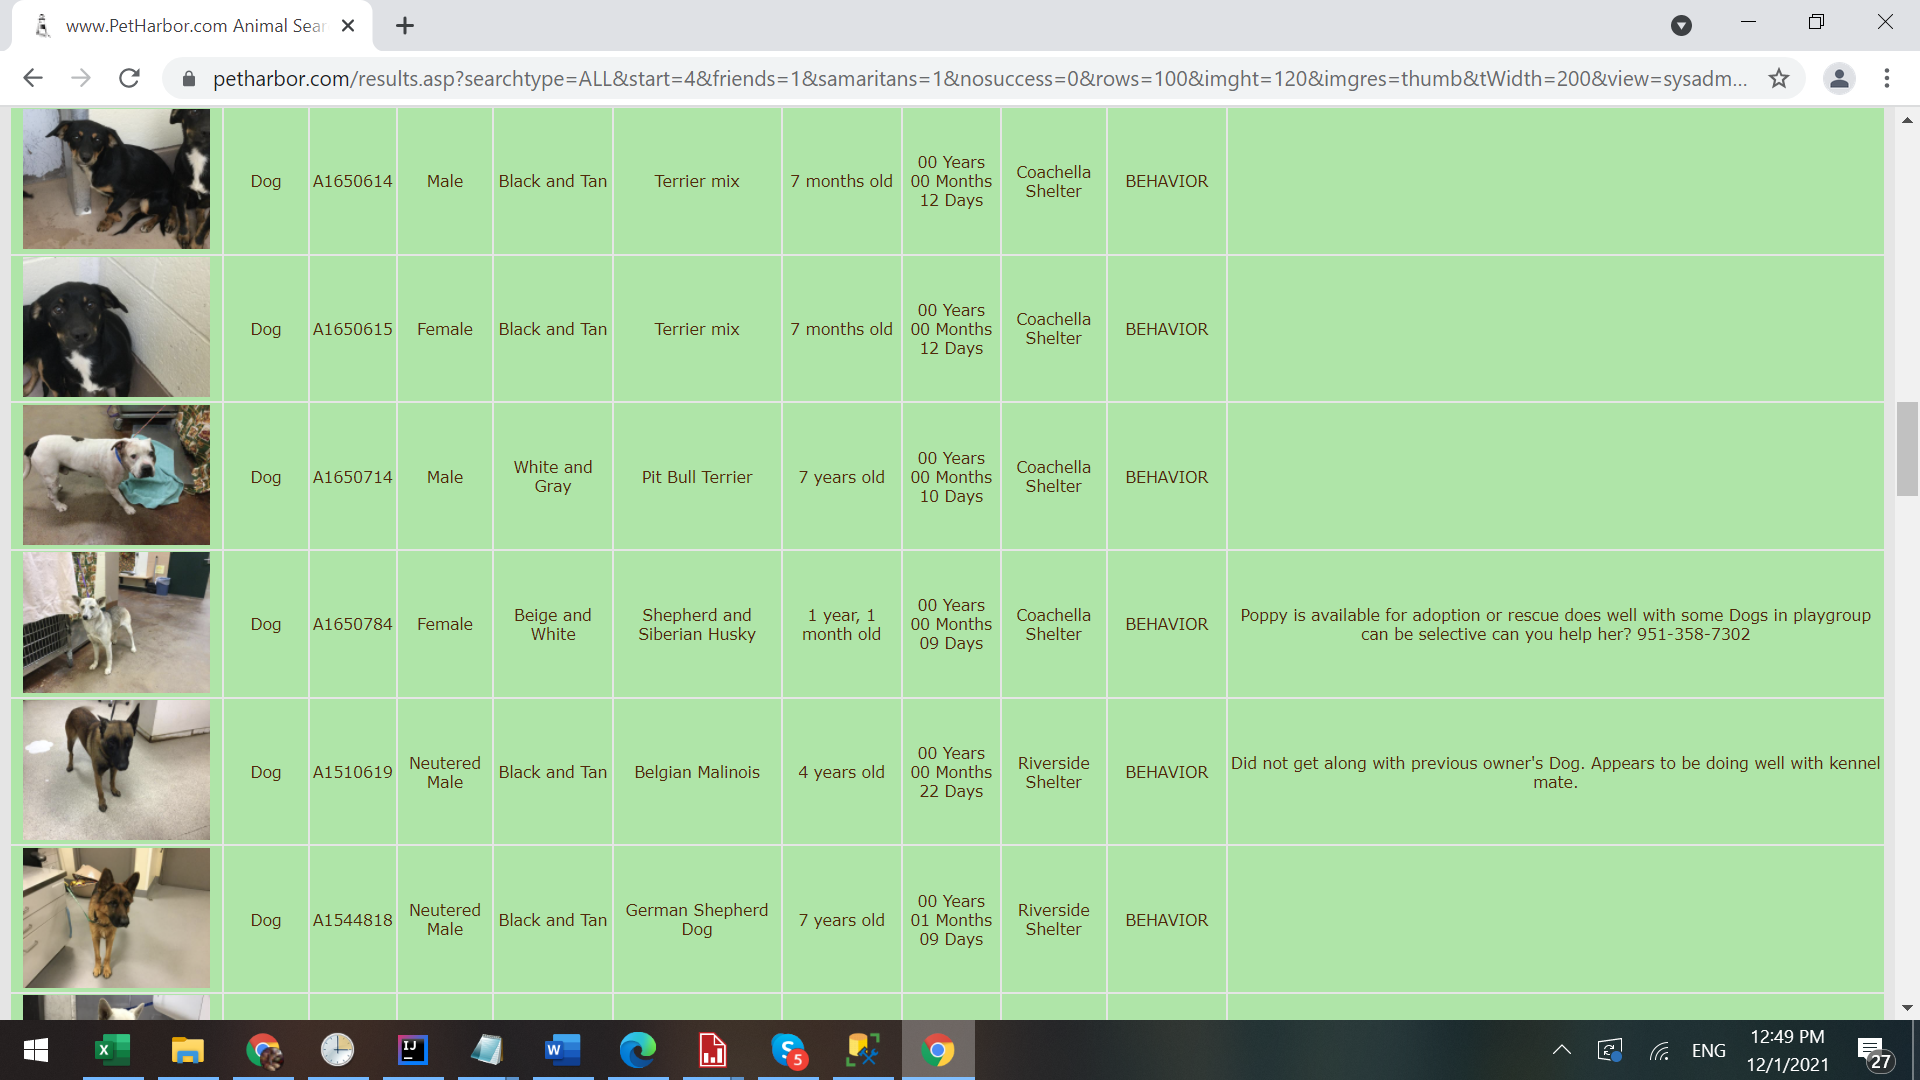 www.PetHarbor.com Animal Sear
petharbor.com/results.asp?searchtype=ALL&start=4&friends=1&samaritans=1&nosuccess=0&rows=100&imght=120&imgres=thumb&tWidth=200&view=sysadm...
Dog
A1650614
Male
Black and Tan
Terrier mix
7 months old
00 Years
00 Months
12 Days
Coachella
Shelter
BEHAVIOR
Dog
A1650615
Female
Black and Tan
Terrier mix
7 months old
00 Years
00 Months
12 Days
Coachella
Shelter
BEHAVIOR
Dog
A1650714
Male
White and
Gray
Pit Bull Terrier
7 years old
00 Years
00 Months
10 Days
Coachella
Shelter
BEHAVIOR
Dog
A1650784
Female
Beige and
White
Shepherd and
Siberian Husky
1 year, 1
month old
00 Years
00 Months
09 Days
Coachella
Shelter
BEHAVIOR
Poppy is available for adoption or rescue does well with some Dogs in playgroup
can be selective can you help her? 951-358-7302
Dog
A1510619
Neutered
Male
Black and Tan
Belgian Malinois
4 years old
00 Years
00 Months
22 Days
Riverside
Shelter
BEHAVIOR
Did not get along with previous owner's Dog. Appears to be doing well with kennel
mate.
Dog
A1544818
Neutered
Male
Black and Tan
German Shepherd
Dog
7 years old
00 Years
01 Months
09 Days
Riverside
Shelter
BEHAVIOR
X
IJ
W
S
5
ENG
12:49 PM
12/1/2021
27